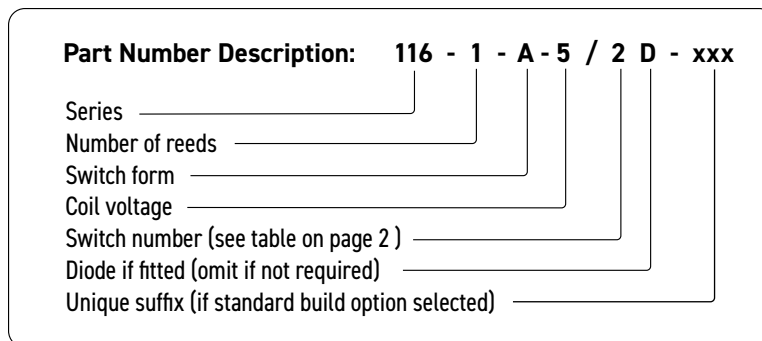 Part Number Description: 116 - 1 - A - 5 / 2 D - xxx
Series
Number of reeds
Switch form
Coil voltage
Switch number (see table on page 2 )
Diode if fitted (omit if not required)
Unique suffix (if standard build option selected)